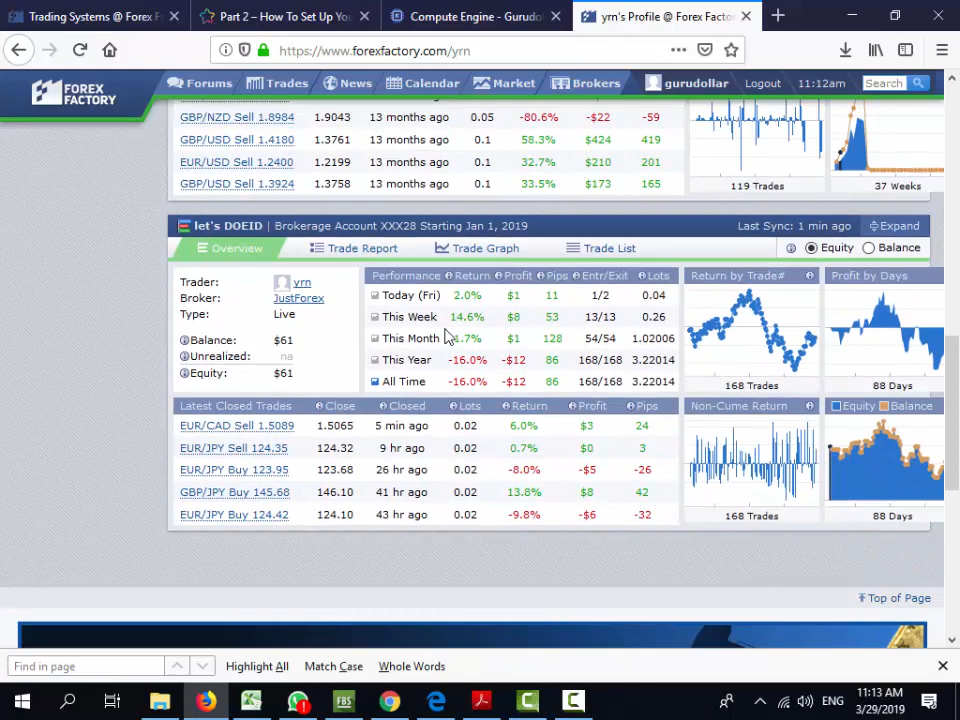 Trading Systems @ Forex F
Part 2 – How To Set Up You
Compute Engine - Gurudol
yrn's Profile @ Forex Factor
https://www.forexfactory.com/yrn
FOREX FACTORY
Forums
Trades
News
Calendar
Market
Brokers
gurudollar
Logout
11:12am
Search
GBP/NZD Sell 1.8984 1.9043 13 months ago 0.05 -80.6% -$22 -59
GBP/USD Sell 1.4180 1.3761 13 months ago 0.1 58.3% $424 419
EUR/USD Sell 1.2400 1.2199 13 months ago 0.1 32.7% $210 201
GBP/USD Sell 1.3924 1.3758 13 months ago 0.1 33.5% $173 165
119 Trades
37 Weeks
let's DOEID | Brokerage Account XXX28 Starting Jan 1, 2019
Last Sync: 1 min ago
Expand
Overview
Trade Report
Trade Graph
Trade List
Equity
Balance
Trader: yrn
Broker: JustForex
Type: Live
Balance: $61
Unrealized: na
Equity: $61
Performance Return Profit Pips Entr/Exit Lots
Today (Fri) 2.0% $1 11 1/2 0.04
This Week 14.6% $8 53 13/13 0.26
This Month .7% $1 128 54/54 1.02006
This Year -16.0% -$12 86 168/168 3.22014
All Time -16.0% -$12 86 168/168 3.22014
Return by Trade#
168 Trades
Profit by Days
88 Days
Latest Closed Trades Close Closed Lots Return Profit Pips
EUR/CAD Sell 1.5089 1.5065 5 min ago 0.02 6.0% $3 24
EUR/JPY Sell 124.35 124.32 9 hr ago 0.02 0.7% $0 3
EUR/JPY Buy 123.95 123.68 26 hr ago 0.02 -8.0% -$5 -26
GBP/JPY Buy 145.68 146.10 41 hr ago 0.02 13.8% $8 42
EUR/JPY Buy 124.42 124.10 43 hr ago 0.02 -9.8% -$6 -32
Non-Cume Return
168 Trades
Equity Balance
88 Days
Top of Page
Find in page
Highlight All
Match Case
Whole Words
FBS
ENG
11:13 AM
3/29/2019